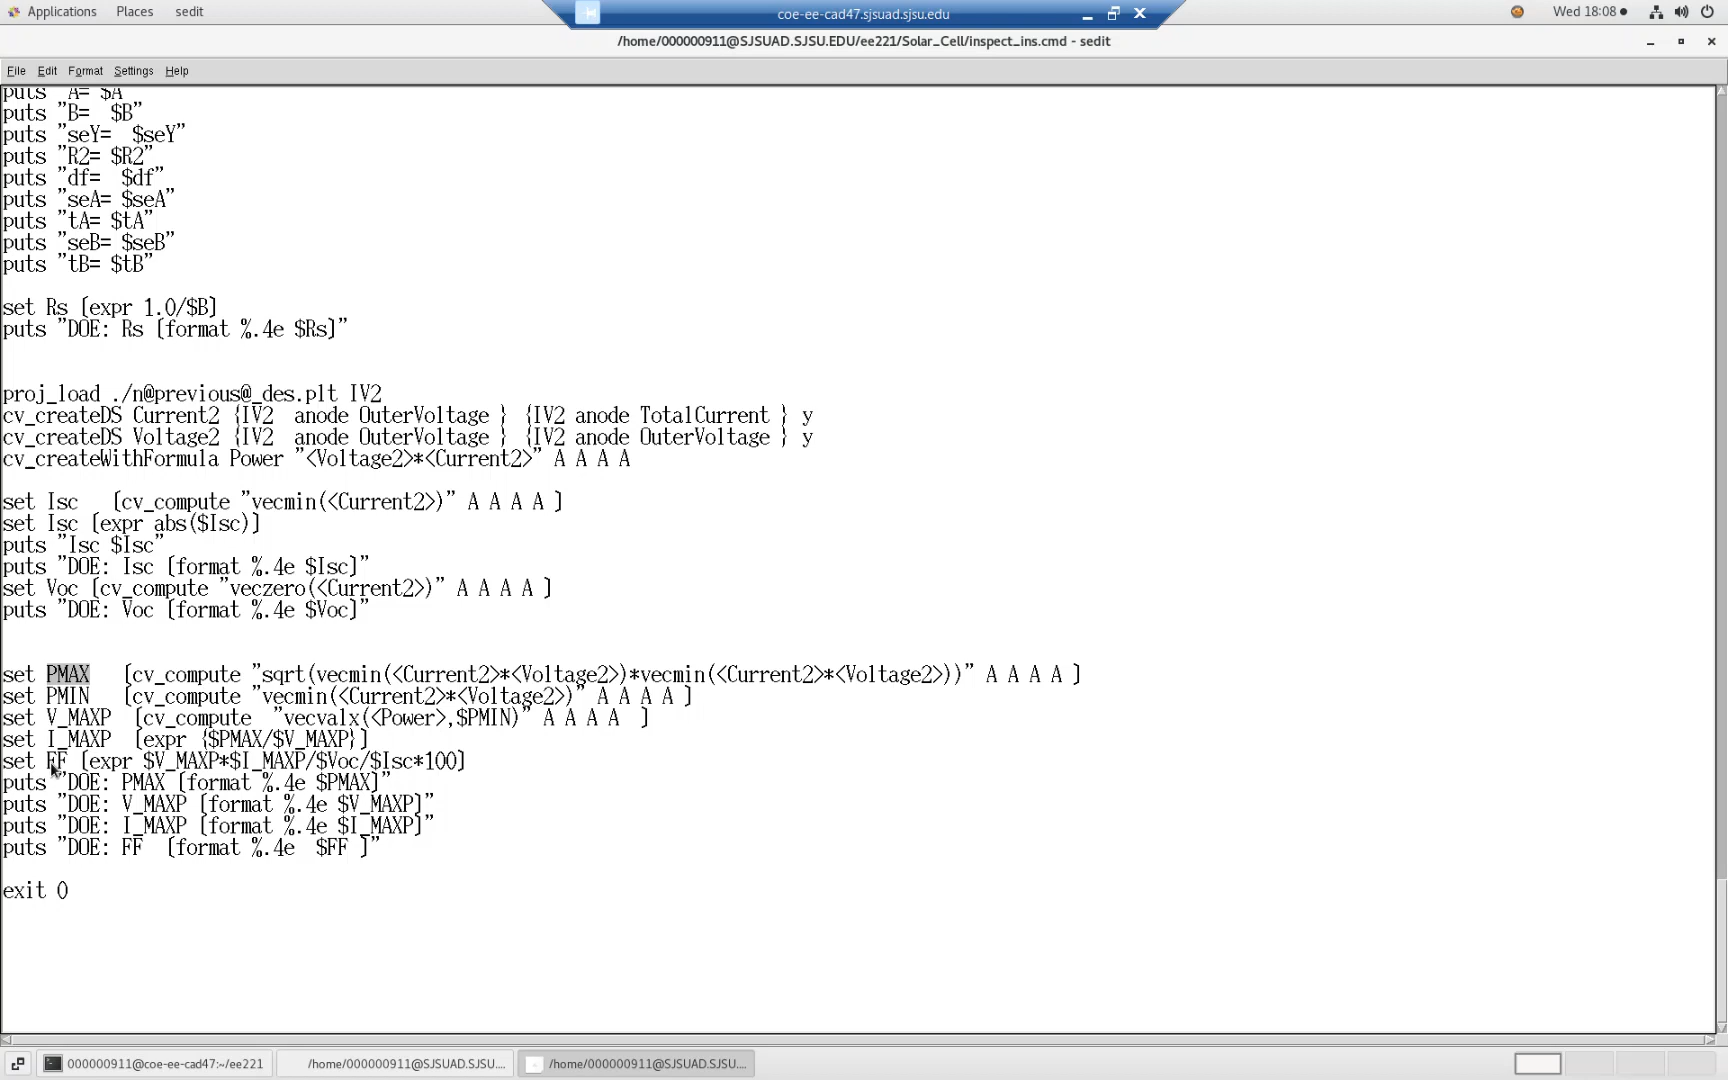 Applications Places sedit
coe-ee-cad47.sjsuad.sjsu.edu
Wed 18:08
/home/000000911@SJSUAD.SJSU.EDU/ee221/Solar_Cell/inspect_ins.cmd - sedit
File Edit Format Settings Help
puts "A= $A"
puts "B=  $B"
puts "seY=  $seY"
puts "R2= $R2"
puts "df=  $df"
puts "seA= $seA"
puts "tA= $tA"
puts "seB= $seB"
puts "tB= $tB"
set Rs [expr 1.0/$B]
puts "DOE: Rs [format %.4e $Rs]"
proj_load ./n@previous@_des.plt IV2
cv_createDS Current2 {IV2  anode OuterVoltage }  {IV2 anode TotalCurrent } y
cv_createDS Voltage2 {IV2  anode OuterVoltage }  {IV2 anode OuterVoltage } y
cv_createWithFormula Power "<Voltage2>*<Current2>" A A A A
set Isc   [cv_compute "vecmin(<Current2>)" A A A A ]
set Isc [expr abs($Isc)]
puts "Isc $Isc"
puts "DOE: Isc [format %.4e $Isc]"
set Voc [cv_compute "veczero(<Current2>)" A A A A ]
puts "DOE: Voc [format %.4e $Voc]"
set PMAX   [cv_compute "sqrt(vecmin(<Current2>*<Voltage2>)*vecmin(<Current2>*<Voltage2>))" A A A A ]
set PMIN   [cv_compute "vecmin(<Current2>*<Voltage2>)" A A A A ]
set V_MAXP  [cv_compute  "vecvalx(<Power>,$PMIN)" A A A A  ]
set I_MAXP  [expr {$PMAX/$V_MAXP}]
set FF [expr $V_MAXP*$I_MAXP/$Voc/$Isc*100]
puts "DOE: PMAX [format %.4e $PMAX]"
puts "DOE: V_MAXP [format %.4e $V_MAXP]"
puts "DOE: I_MAXP [format %.4e $I_MAXP]"
puts "DOE: FF  [format %.4e  $FF ]"
exit 0
000000911@coe-ee-cad47:~/ee221
/home/000000911@SJSUAD.SJSU....
/home/000000911@SJSUAD.SJSU....